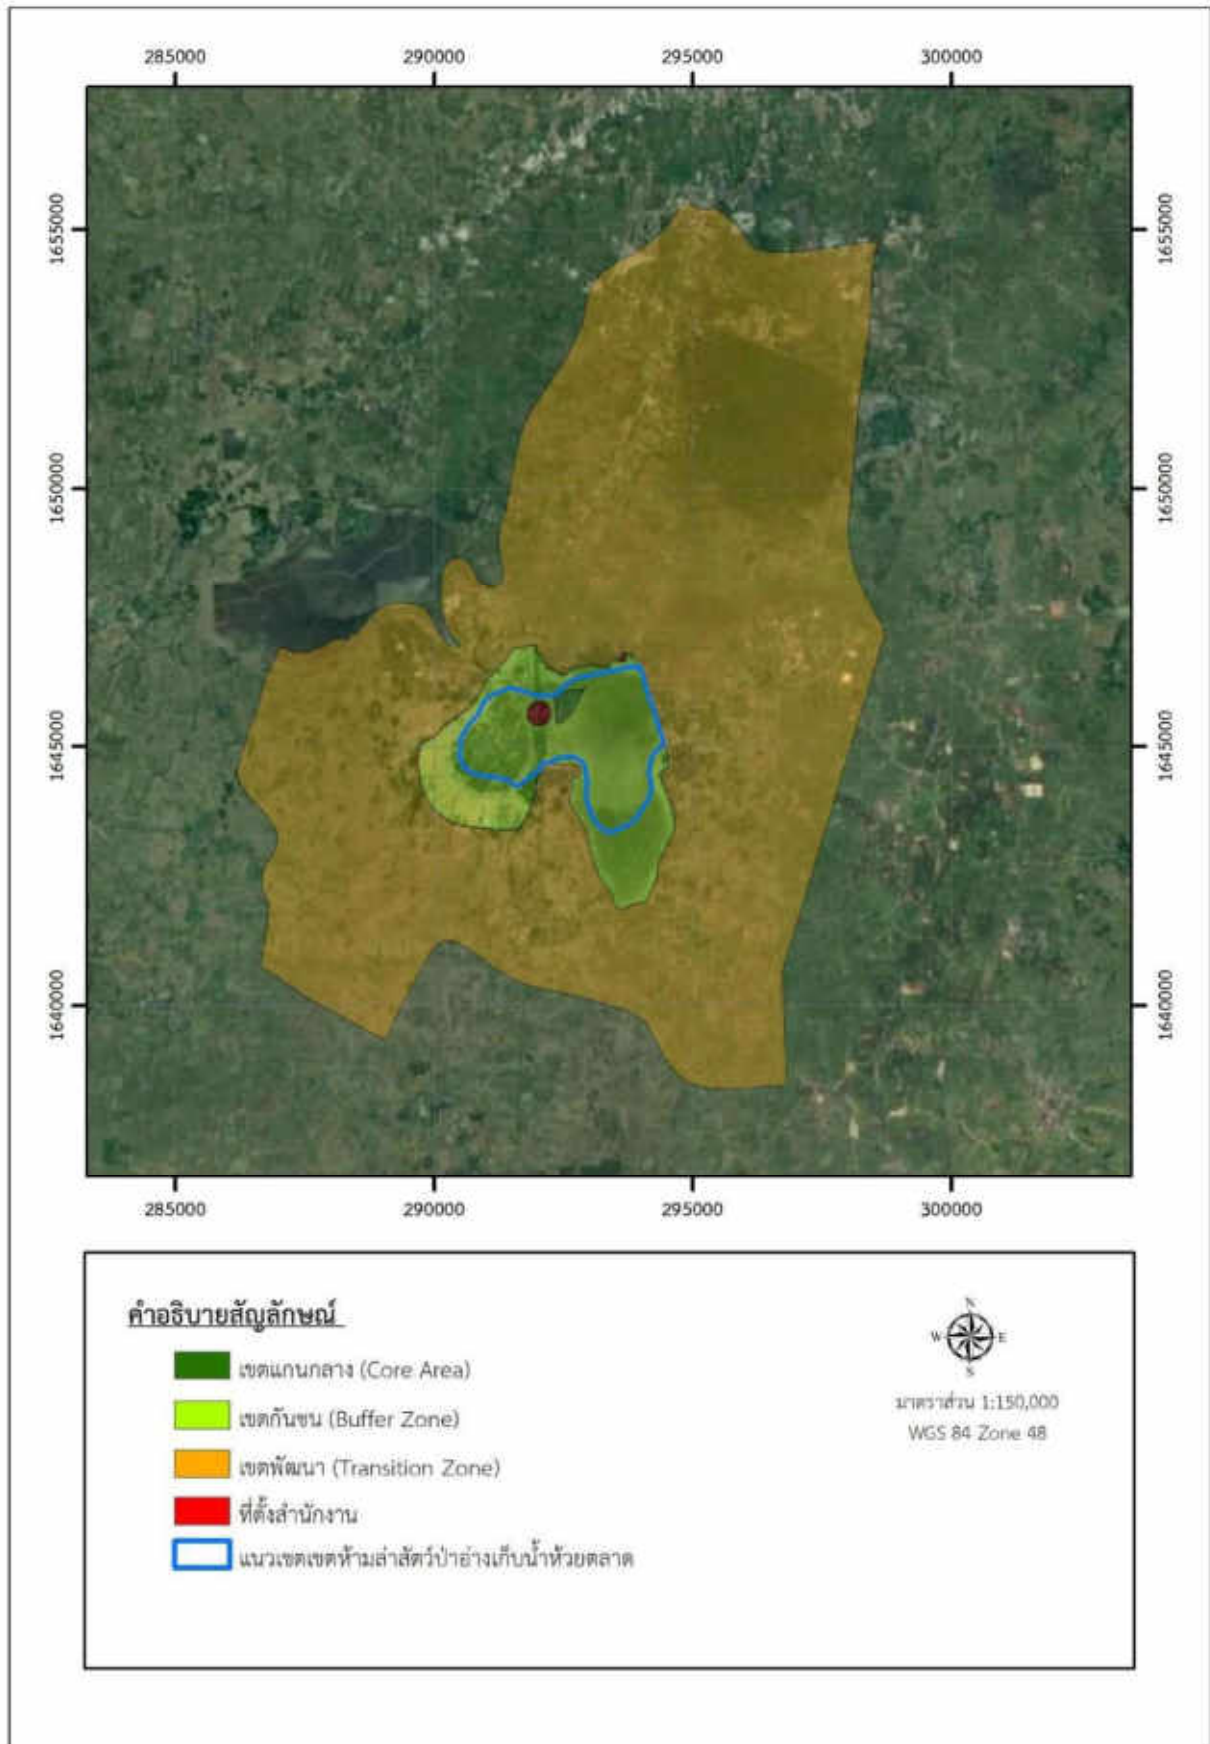 285000 290000 295000 300000
1655000 1655000
1650000 1650000
1645000 1645000
1640000 1640000
285000 290000 295000 300000
คำอธิบายสัญลักษณ์
เขตแกนกลาง (Core Area)
เขตกันชน (Buffer Zone)
เขตพัฒนา (Transition Zone)
ที่ตั้งสำนักงาน
แนวเขตเขตห้ามล่าสัตว์ป่าอ่างเก็บน้ำห้วยตลาด
N
W E
S
มาตราส่วน 1:150,000
WGS 84 Zone 48